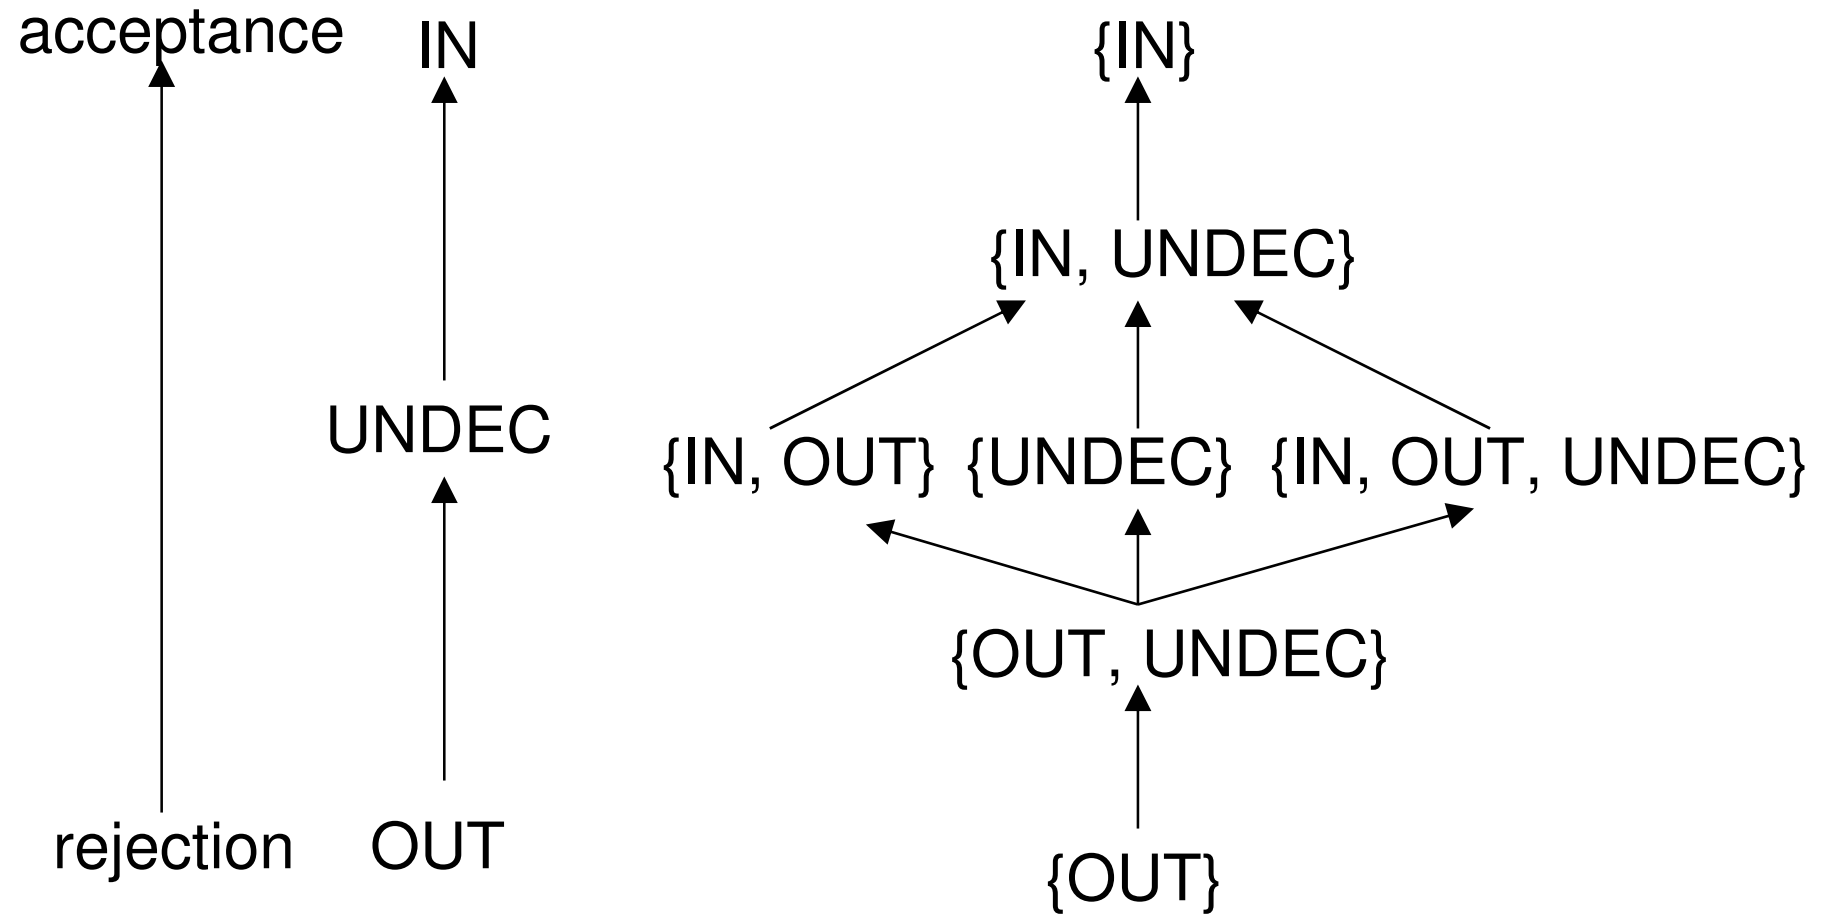 acceptance IN {IN}
{IN, UNDEC}
UNDEC
{IN, OUT} {UNDEC} {IN, OUT, UNDEC}
{OUT, UNDEC}
rejection OUT
{OUT}